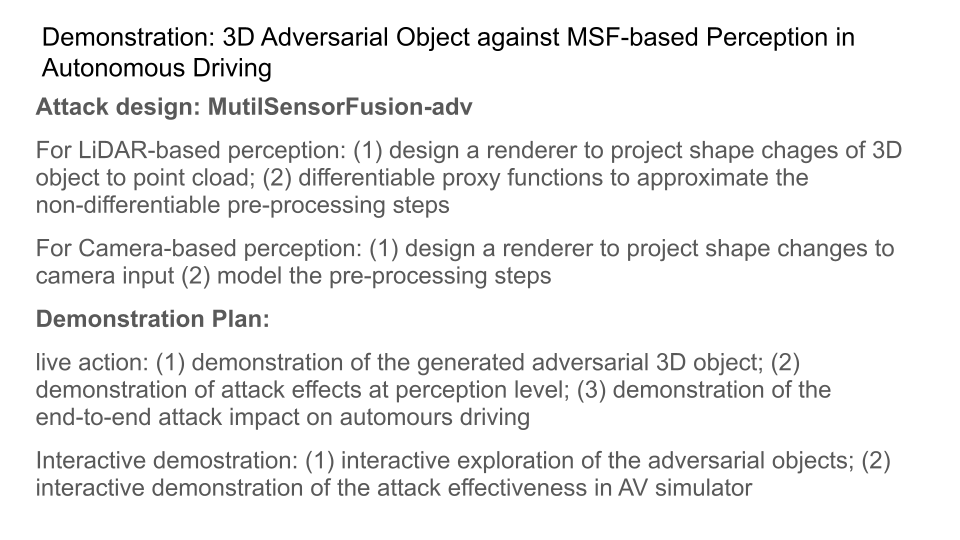 Demonstration: 3D Adversarial Object against MSF-based Perception in
Autonomous Driving
Attack design: MutilSensorFusion-adv
For LiDAR-based perception: (1) design a renderer to project shape chages of 3D
object to point cload; (2) differentiable proxy functions to approximate the
non-differentiable pre-processing steps
For Camera-based perception: (1) design a renderer to project shape changes to
camera input (2) model the pre-processing steps
Demonstration Plan:
live action: (1) demonstration of the generated adversarial 3D object; (2)
demonstration of attack effects at perception level; (3) demonstration of the
end-to-end attack impact on automours driving
Interactive demostration: (1) interactive exploration of the adversarial objects; (2)
interactive demonstration of the attack effectiveness in AV simulator